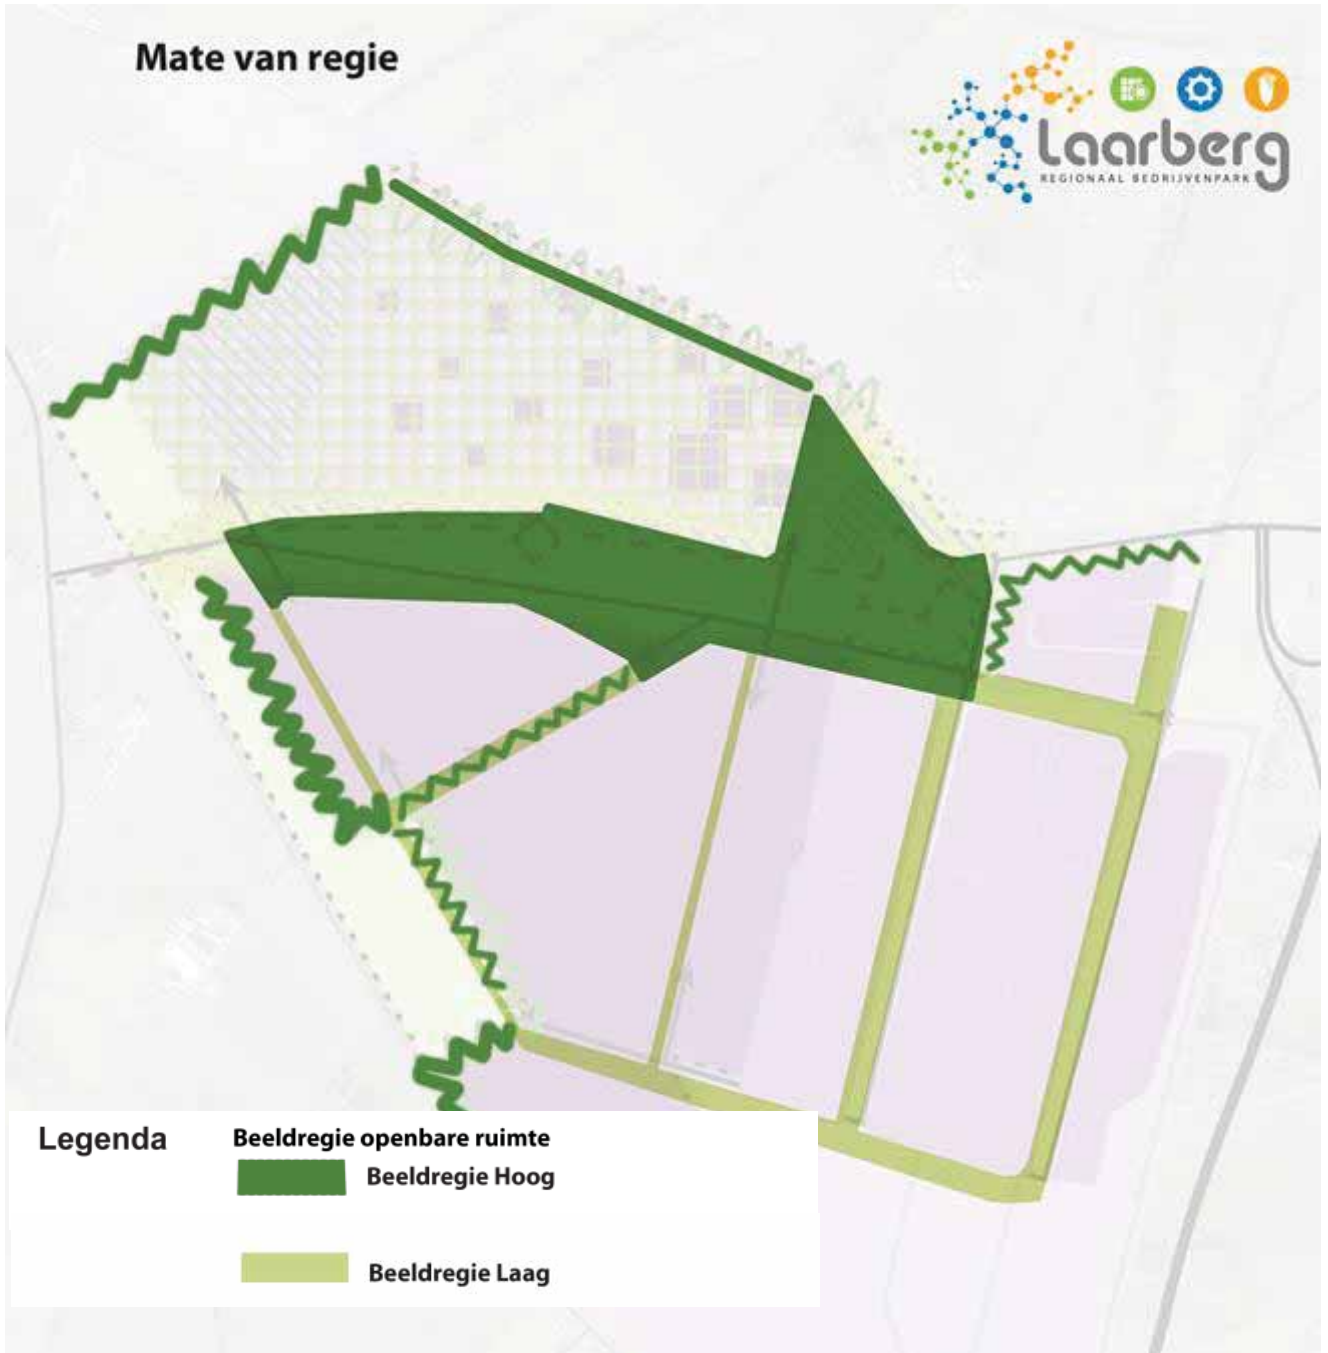 Mate van regie
Laarberg
REGIONAAL BEDRIJVENPARK
Legenda
Beeldregie openbare ruimte
Beeldregie Hoog
Beeldregie Laag